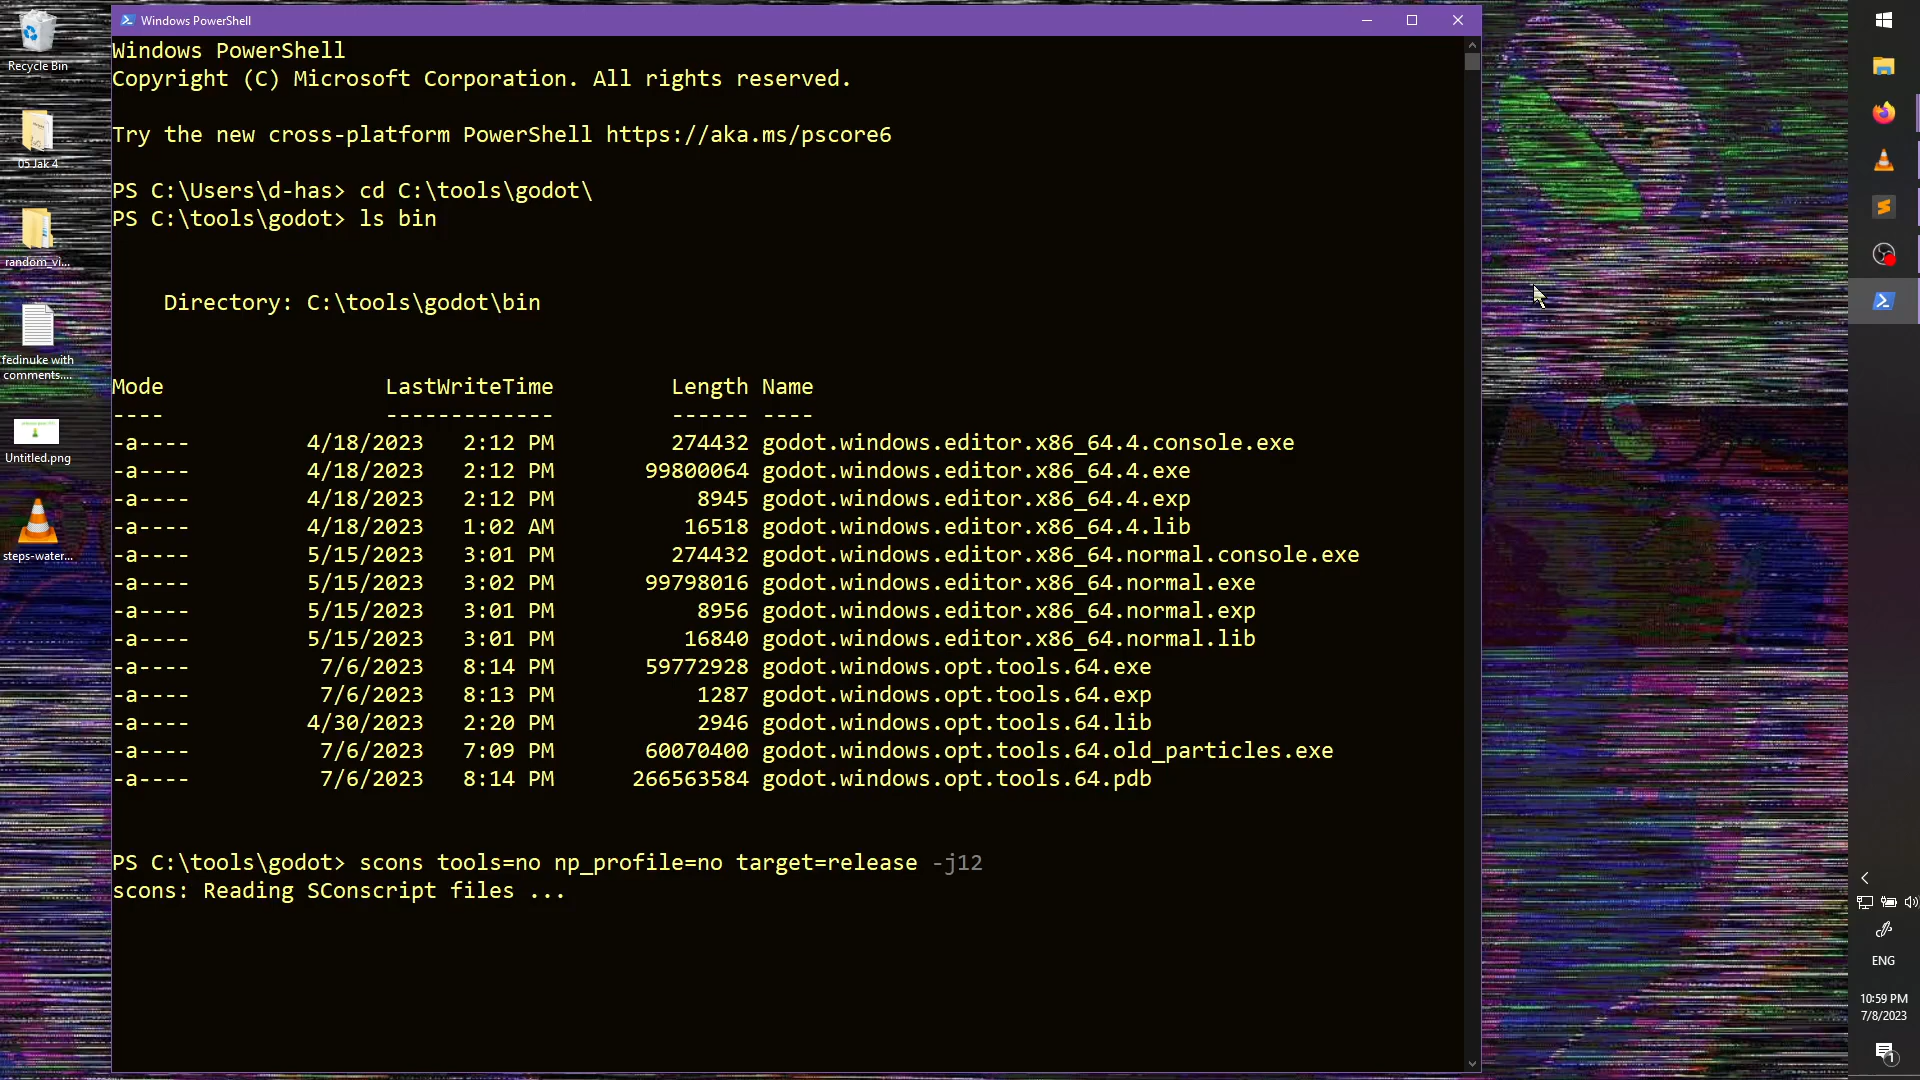 Windows PowerShell
Windows PowerShell
Copyright (C) Microsoft Corporation. All rights reserved.
Try the new cross-platform PowerShell https://aka.ms/pscore6
PS C:\Users\d-has> cd C:\tools\godot\
PS C:\tools\godot> ls bin
Directory: C:\tools\godot\bin
Mode LastWriteTime Length Name
---- ------------- ------ ----
-a---- 4/18/2023 2:12 PM 274432 godot.windows.editor.x86_64.4.console.exe
-a---- 4/18/2023 2:12 PM 99800064 godot.windows.editor.x86_64.4.exe
-a---- 4/18/2023 2:12 PM 8945 godot.windows.editor.x86_64.4.exp
-a---- 4/18/2023 1:02 AM 16518 godot.windows.editor.x86_64.4.lib
-a---- 5/15/2023 3:01 PM 274432 godot.windows.editor.x86_64.normal.console.exe
-a---- 5/15/2023 3:02 PM 99798016 godot.windows.editor.x86_64.normal.exe
-a---- 5/15/2023 3:01 PM 8956 godot.windows.editor.x86_64.normal.exp
-a---- 5/15/2023 3:01 PM 16840 godot.windows.editor.x86_64.normal.lib
-a---- 7/6/2023 8:14 PM 59772928 godot.windows.opt.tools.64.exe
-a---- 7/6/2023 8:13 PM 1287 godot.windows.opt.tools.64.exp
-a---- 4/30/2023 2:20 PM 2946 godot.windows.opt.tools.64.lib
-a---- 7/6/2023 7:09 PM 60070400 godot.windows.opt.tools.64.old_particles.exe
-a---- 7/6/2023 8:14 PM 266563584 godot.windows.opt.tools.64.pdb
PS C:\tools\godot> scons tools=no np_profile=no target=release -j12
scons: Reading SConscript files ...
Recycle Bin
05 Jak 4
random_vi...
fedinuke with
comments....
Untitled.png
steps-water...
ENG
10:59 PM
7/8/2023
1